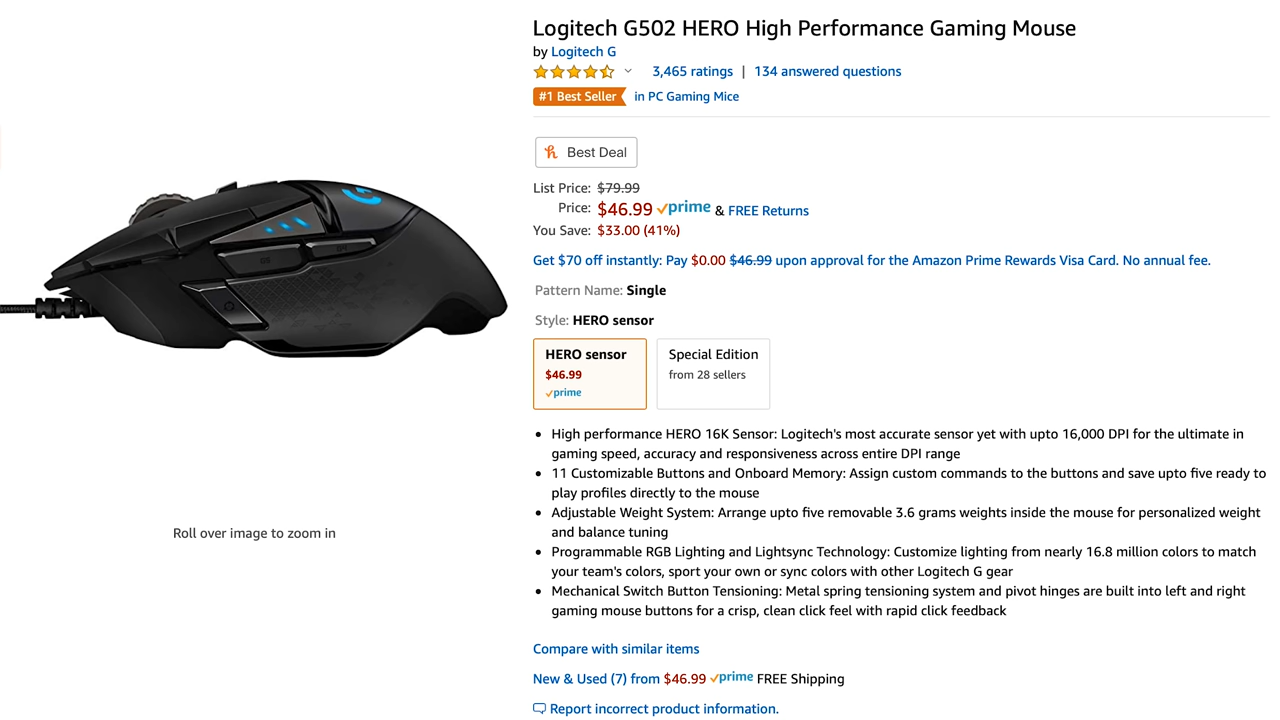 Logitech G502 HERO High Performance Gaming Mouse
by Logitech G
3,465 ratings | 134 answered questions
#1 Best Seller in PC Gaming Mice
Best Deal
List Price: $79.99
Price: $46.99 prime & FREE Returns
You Save: $33.00 (41%)
Get $70 off instantly: Pay $0.00 $46.99 upon approval for the Amazon Prime Rewards Visa Card. No annual fee.
Pattern Name: Single
Style: HERO sensor
HERO sensor
$46.99
prime
Special Edition
from 28 sellers
• High performance HERO 16K Sensor: Logitech's most accurate sensor yet with upto 16,000 DPI for the ultimate in
gaming speed, accuracy and responsiveness across entire DPI range
• 11 Customizable Buttons and Onboard Memory: Assign custom commands to the buttons and save upto five ready to
play profiles directly to the mouse
• Adjustable Weight System: Arrange upto five removable 3.6 grams weights inside the mouse for personalized weight
and balance tuning
• Programmable RGB Lighting and Lightsync Technology: Customize lighting from nearly 16.8 million colors to match
your team's colors, sport your own or sync colors with other Logitech G gear
• Mechanical Switch Button Tensioning: Metal spring tensioning system and pivot hinges are built into left and right
gaming mouse buttons for a crisp, clean click feel with rapid click feedback
Compare with similar items
New & Used (7) from $46.99 prime FREE Shipping
Report incorrect product information.
Roll over image to zoom in